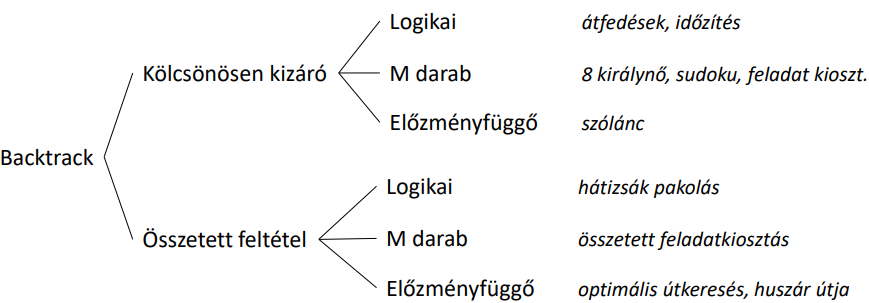 Logikai átfedések, időzítés
Kölcsönösen kizáró M darab 8 királynő, sudoku, feladat kioszt.
Előzményfüggő szólánc
Backtrack
Logikai hátizsák pakolás
Összetett feltétel M darab összetett feladatkiosztás
Előzményfüggő optimális útkeresés, huszár útja